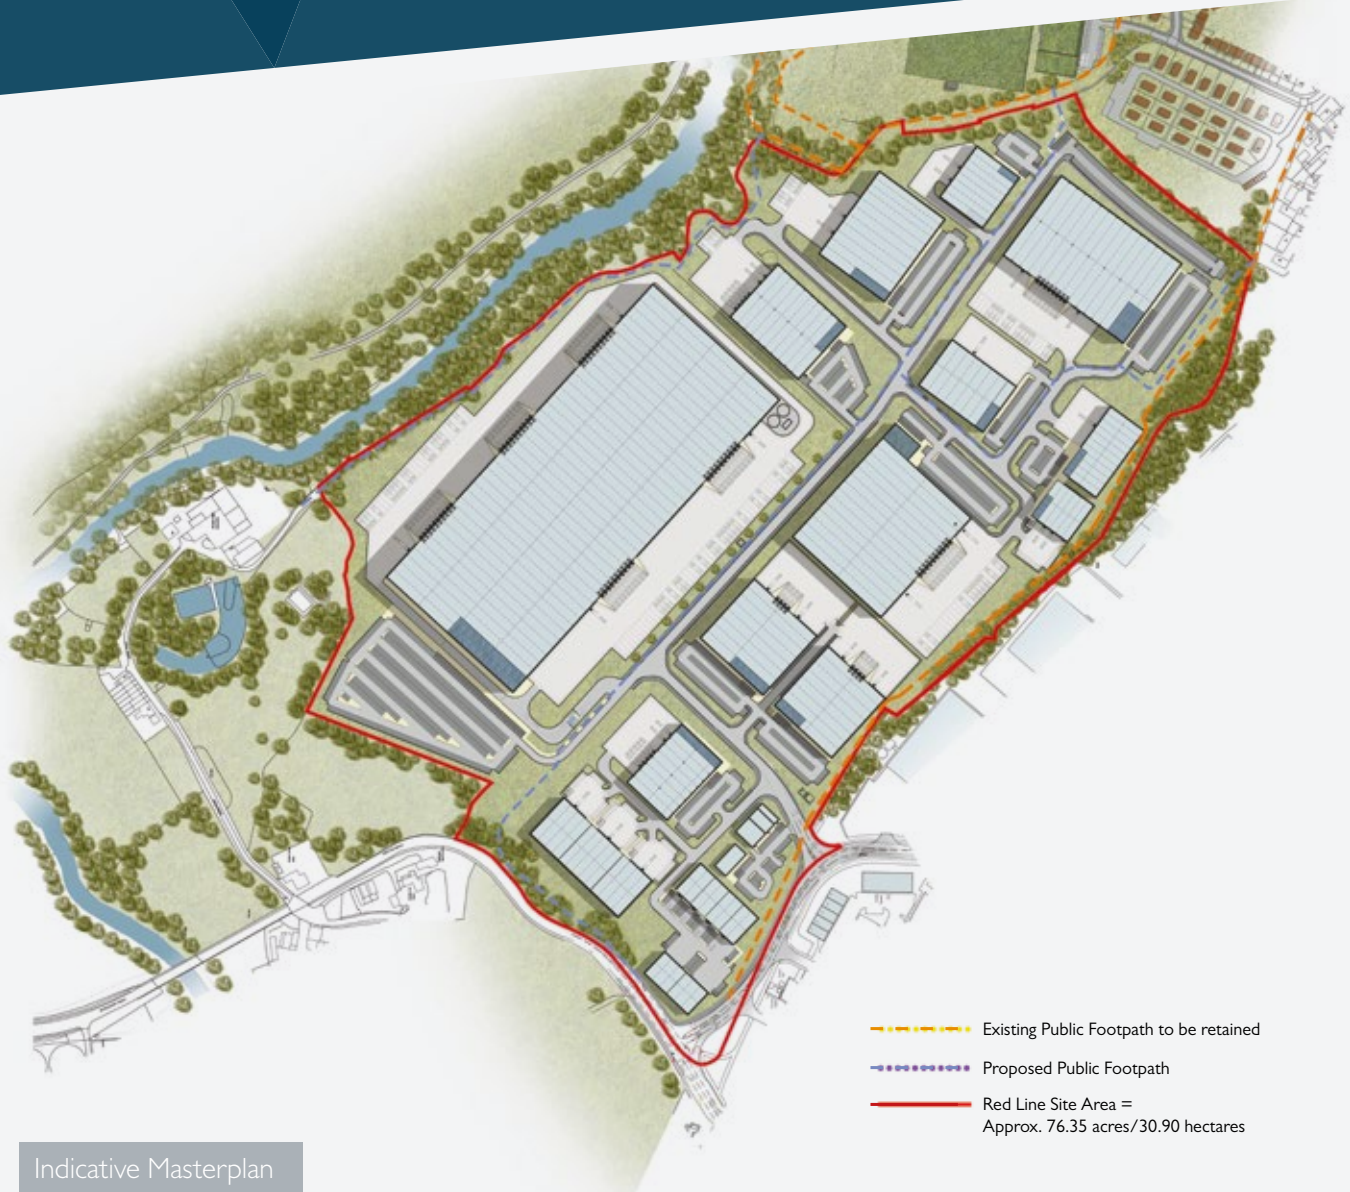 Existing Public Footpath to be retained
Proposed Public Footpath
Red Line Site Area =
Approx. 76.35 acres/30.90 hectares
Indicative Masterplan